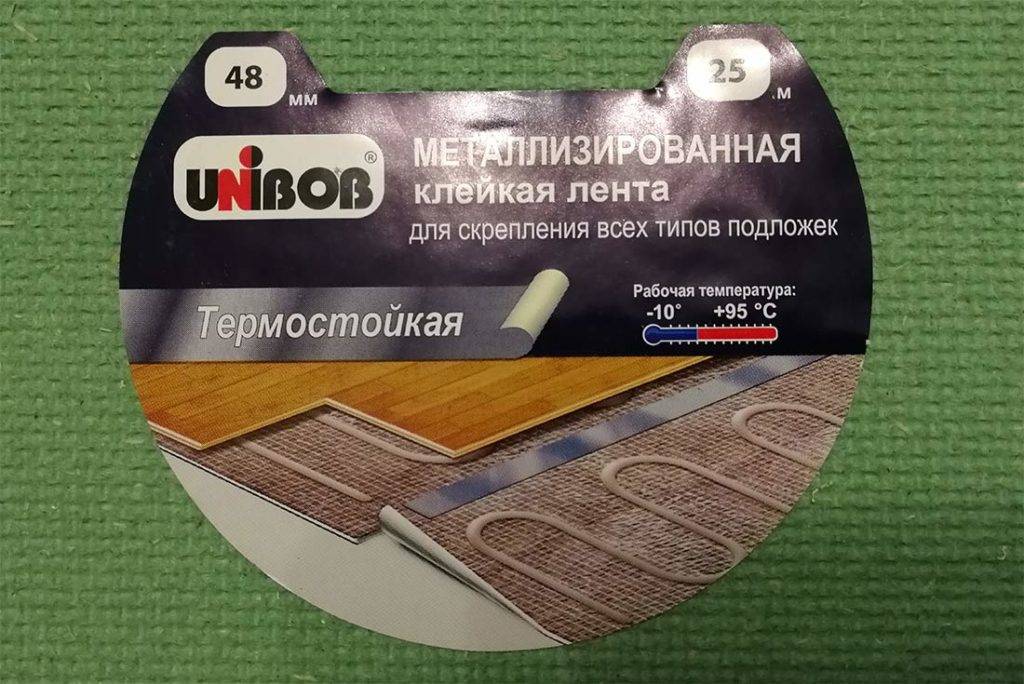 48 мм
25 м
UNIBOB®
МЕТАЛЛИЗИРОВАННАЯ
клейкая лента
для скрепления всех типов подложек
Термостойкая
Рабочая температура:
-10° +95 °C